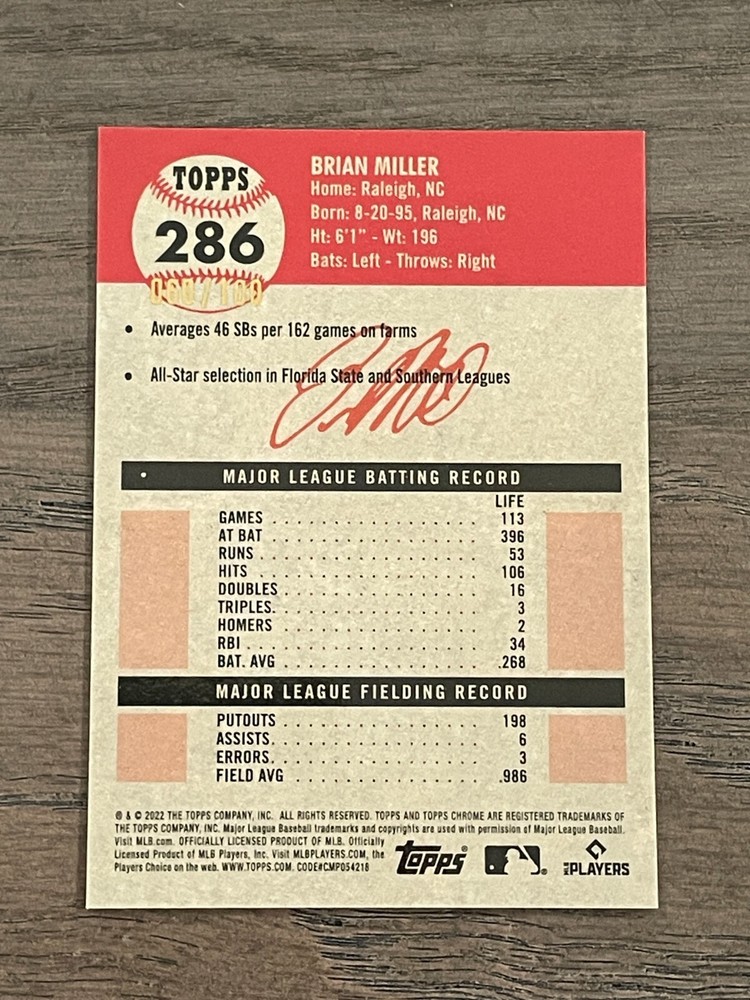 TOPPS
286
BRIAN MILLER
Home: Raleigh, NC
Born: 8-20-95, Raleigh, NC
Ht: 6'1" - Wt: 196
Bats: Left - Throws: Right
• Averages 46 SBs per 162 games on farms
• All-Star selection in Florida State and Southern Leagues
MAJOR LEAGUE BATTING RECORD
LIFE
GAMES 113
AT BAT 396
RUNS 53
HITS 106
DOUBLES 16
TRIPLES 3
HOMERS 2
RBI 34
BAT. AVG .268
MAJOR LEAGUE FIELDING RECORD
PUTOUTS 198
ASSISTS 6
ERRORS 3
FIELD AVG .986
® & © 2022 THE TOPPS COMPANY, INC. ALL RIGHTS RESERVED. TOPPS AND TOPPS CHROME ARE REGISTERED TRADEMARKS OF
THE TOPPS COMPANY, INC. Major League Baseball trademarks and copyrights are used with permission of Major League Baseball.
Visit MLB.com. OFFICIALLY LICENSED PRODUCT OF MLB. Officially
Licensed Product of MLB Players, Inc. Visit MLBPLAYERS.COM, the
Players Choice on the web. WWW.TOPPS.COM. CODE#CMP054218
TOPPS
MLB PLAYERS